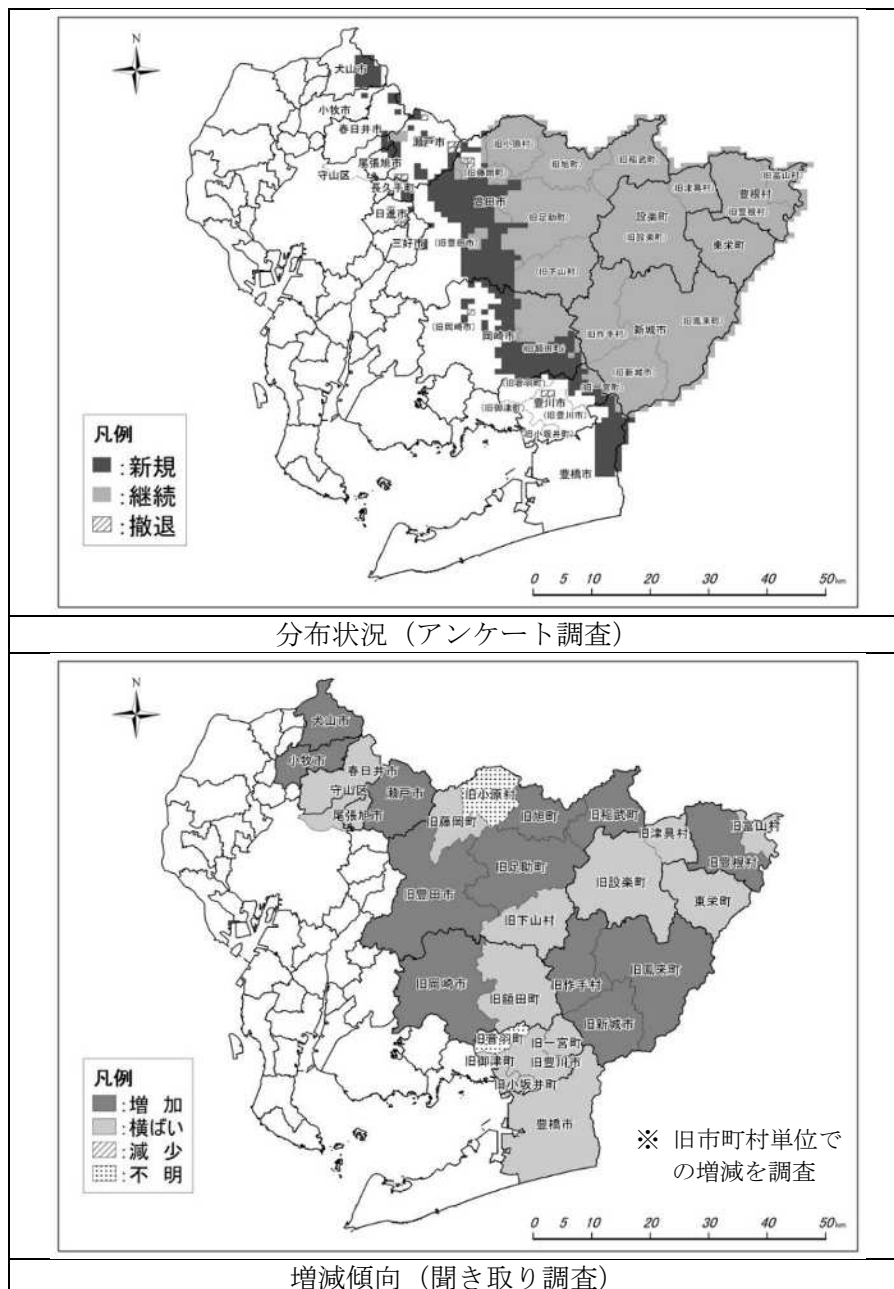 N
犬山市
小牧市
春日井市
瀬戸市
尾張旭市
守山区
長久手町
日進市
三好市
(旧小原村)
(旧藤岡町)
(旧旭町)
(旧稲武町)
豊田市
(旧足助町)
(旧豊田市)
(旧下山村)
(旧津具村)
設楽町
(旧設楽町)
(旧富山村)
豊根村
(旧豊根村)
東栄町
(旧岡崎市)
岡崎市
(旧額田町)
(旧作手村)
新城市
(旧鳳来町)
(旧新城市)
(旧一宮町)
(旧音羽町)
豊川市
(旧御津町)
(旧豊川市)
(旧小坂井町)
豊橋市
凡例
:新規
:継続
:撤退
0 5 10 20 30 40 50km
分布状況(アンケート調査)
N
犬山市
小牧市
春日井市
守山区
瀬戸市
尾張旭市
旧小原村
旧藤岡町
旧旭町
旧稲武町
旧津具村
旧富山村
旧豊根村
旧足助町
旧豊田市
旧設楽町
東栄町
旧下山村
旧岡崎市
旧額田町
旧作手村
旧鳳来町
旧新城市
旧音羽町
旧一宮町
旧御津町
旧豊川市
旧小坂井町
豊橋市
凡例
:増 加
:横ばい
:減 少
:不 明
※ 旧市町村単位で
の増減を調査
0 5 10 20 30 40 50km
増減傾向(聞き取り調査)